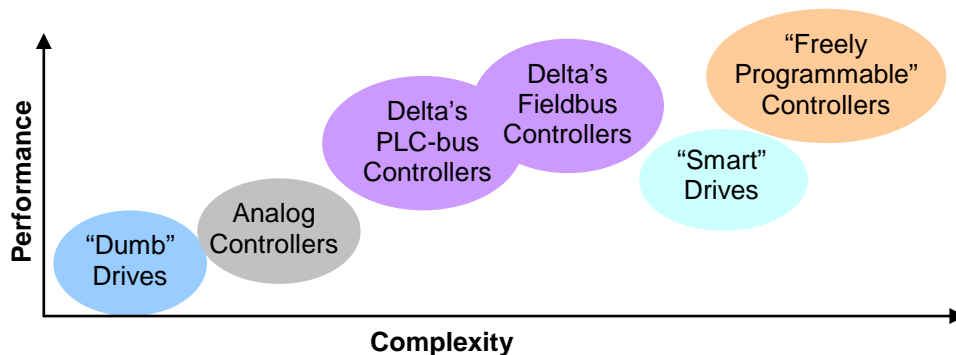 Performance
“Dumb”
Drives
Analog
Controllers
Delta’s
PLC-bus
Controllers
Delta’s
Fieldbus
Controllers
“Smart”
Drives
“Freely
Programmable”
Controllers
Complexity